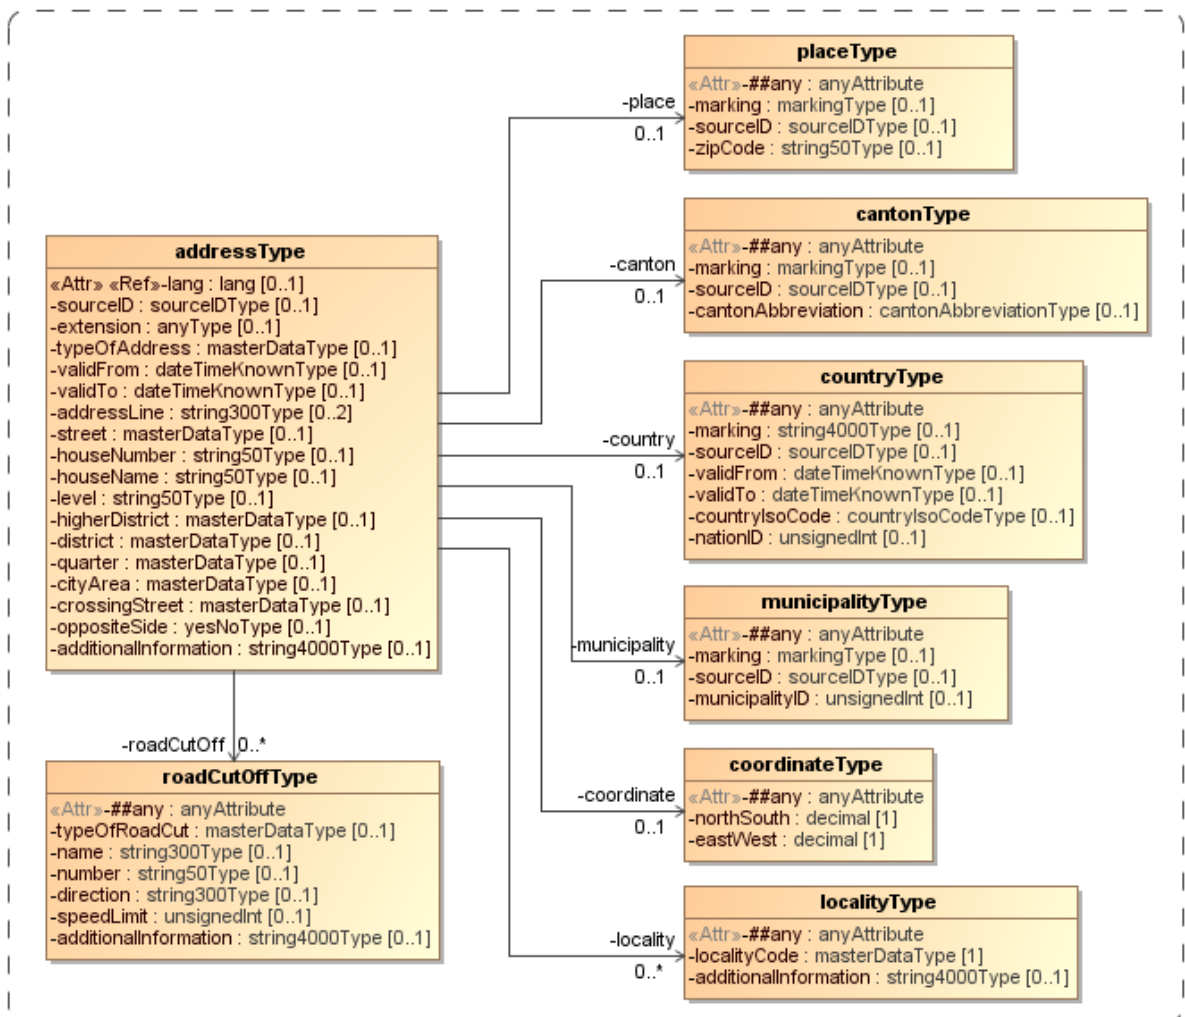 placeType
«Attr»-##any : anyAttribute
-marking : markingType [0..1]
-sourceID : sourceIDType [0..1]
-zipCode : string50Type [0..1]
-place
0..1
cantonType
«Attr»-##any : anyAttribute
-marking : markingType [0..1]
-sourceID : sourceIDType [0..1]
-cantonAbbreviation : cantonAbbreviationType [0..1]
-canton
0..1
addressType
«Attr» «Ref»-lang : lang [0..1]
-sourceID : sourceIDType [0..1]
-extension : anyType [0..1]
-typeOfAddress : masterDataType [0..1]
-validFrom : dateTimeKnownType [0..1]
-validTo : dateTimeKnownType [0..1]
-addressLine : string300Type [0..2]
-street : masterDataType [0..1]
-houseNumber : string50Type [0..1]
-houseName : string50Type [0..1]
-level : string50Type [0..1]
-higherDistrict : masterDataType [0..1]
-district : masterDataType [0..1]
-quarter : masterDataType [0..1]
-cityArea : masterDataType [0..1]
-crossingStreet : masterDataType [0..1]
-oppositeSide : yesNoType [0..1]
-additionalInformation : string4000Type [0..1]
countryType
«Attr»-##any : anyAttribute
-marking : string4000Type [0..1]
-sourceID : sourceIDType [0..1]
-validFrom : dateTimeKnownType [0..1]
-validTo : dateTimeKnownType [0..1]
-countryIsoCode : countryIsoCodeType [0..1]
-nationID : unsignedInt [0..1]
-country
0..1
municipalityType
«Attr»-##any : anyAttribute
-marking : markingType [0..1]
-sourceID : sourceIDType [0..1]
-municipalityID : unsignedInt [0..1]
-municipality
0..1
-roadCutOff 0..*
roadCutOffType
«Attr»-##any : anyAttribute
-typeOfRoadCut : masterDataType [0..1]
-name : string300Type [0..1]
-number : string50Type [0..1]
-direction : string300Type [0..1]
-speedLimit : unsignedInt [0..1]
-additionalInformation : string4000Type [0..1]
coordinateType
«Attr»-##any : anyAttribute
-northSouth : decimal [1]
-eastWest : decimal [1]
-coordinate
0..1
localityType
«Attr»-##any : anyAttribute
-localityCode : masterDataType [1]
-additionalInformation : string4000Type [0..1]
-locality
0..*